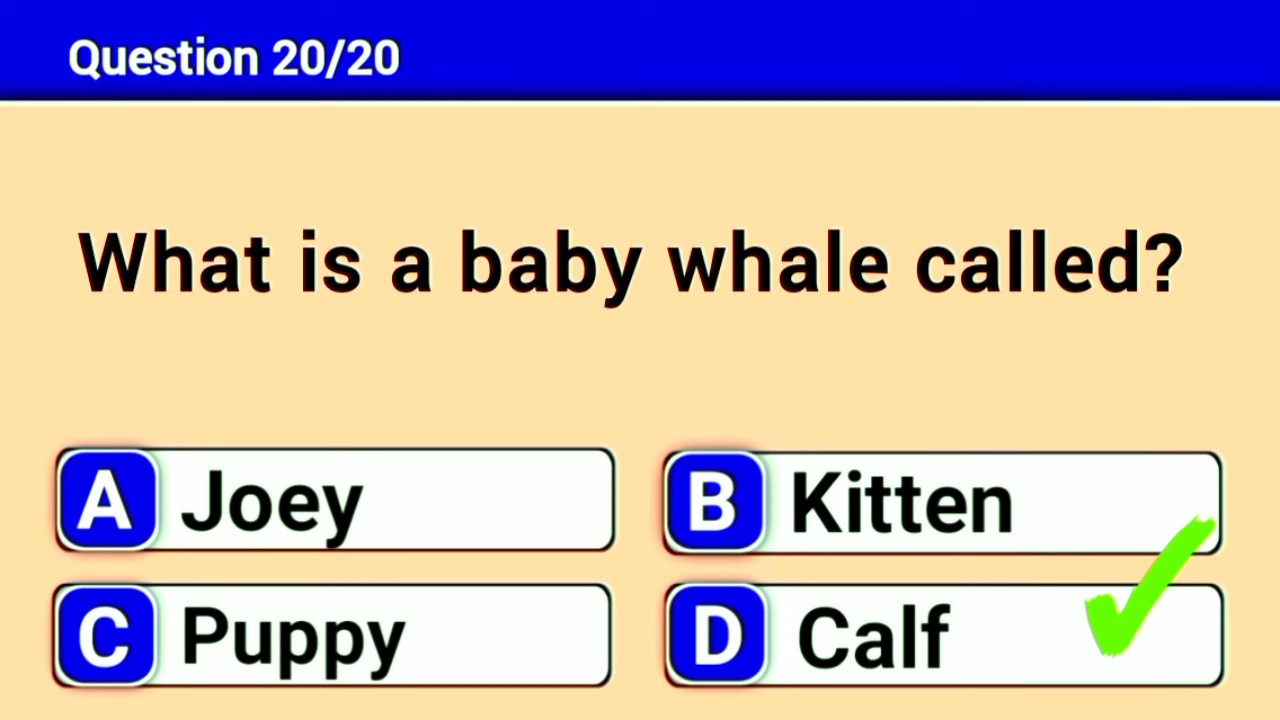 Question 20/20
What is a baby whale called?
A Joey
B Kitten
C Puppy
D Calf